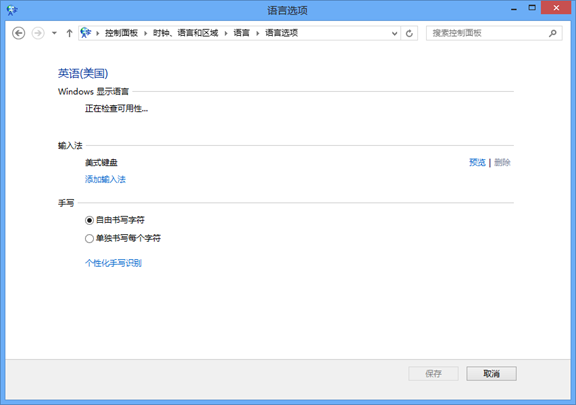 语言选项
控制面板 时钟、语言和区域 语言 语言选项 搜索控制面板
英语(美国)
Windows 显示语言
正在检查可用性...
输入法
美式键盘 预览 | 删除
添加输入法
手写
自由书写字符
单独书写每个字符
个性化手写识别
保存 取消